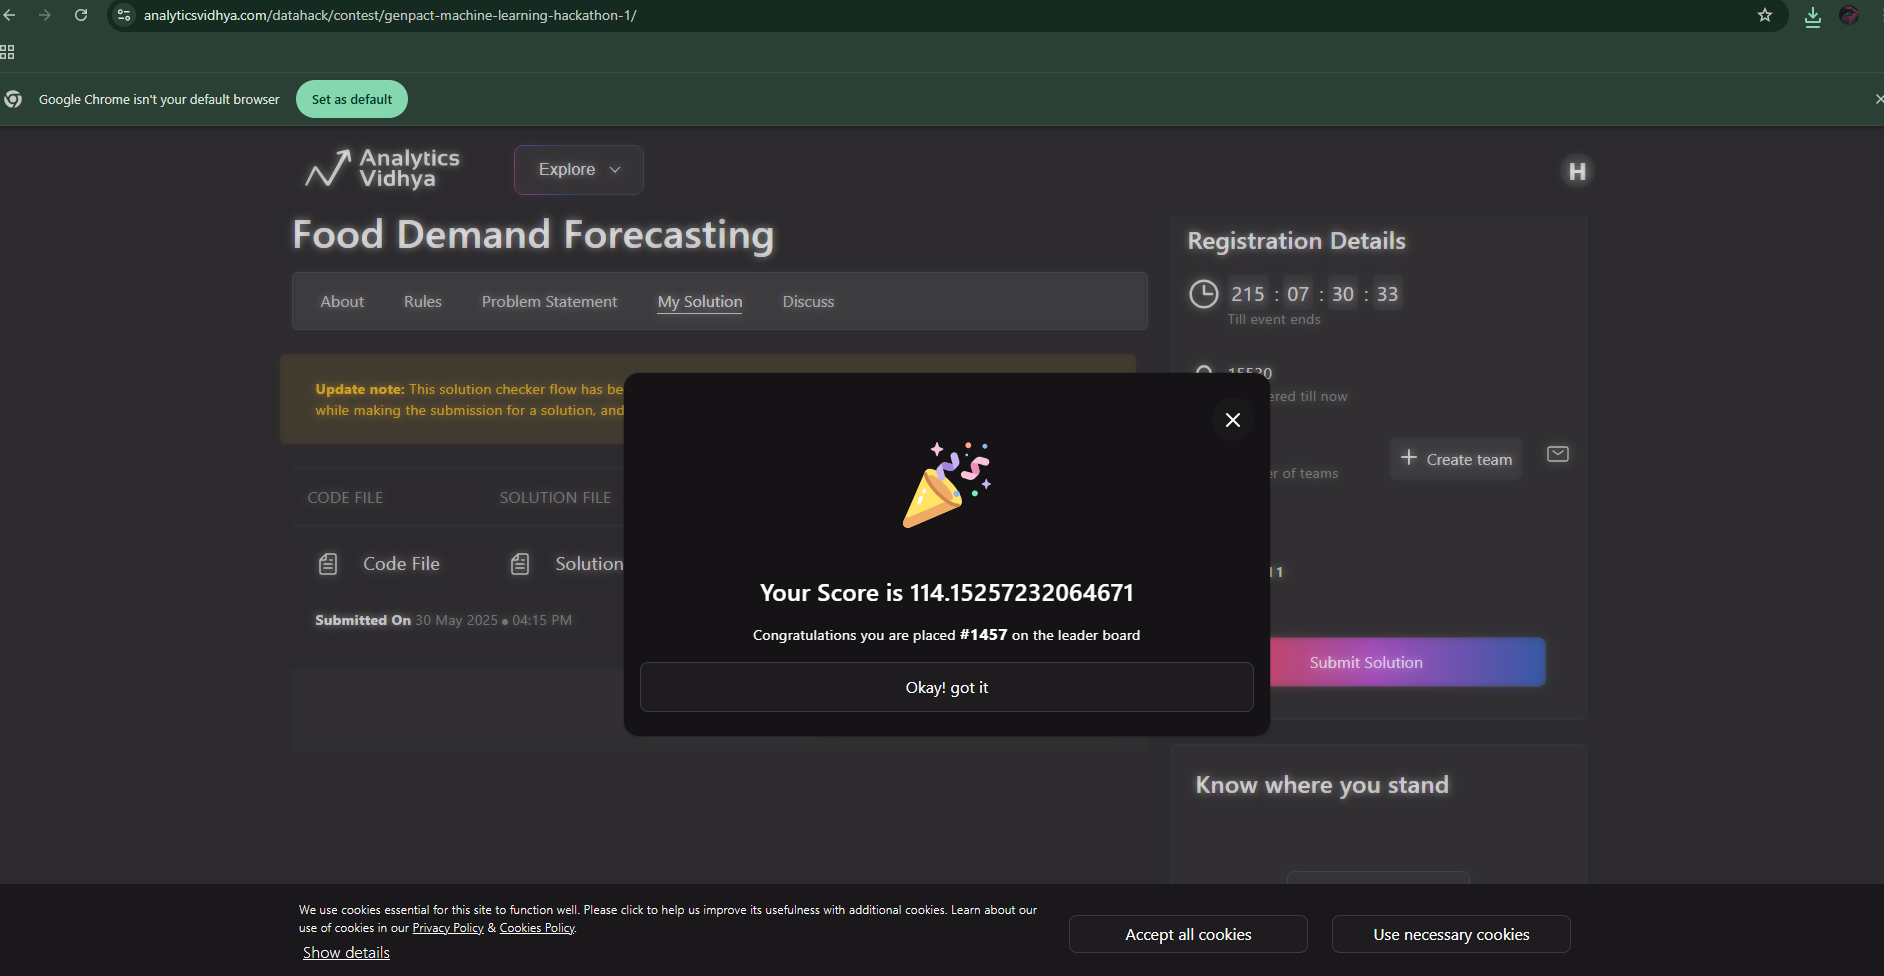 analyticsvidhya.com/datahack/contest/genpact-machine-learning-hackathon-1/
Google Chrome isn't your default browser
Set as default
Analytics
Vidhya
Explore
H
Food Demand Forecasting
About
Rules
Problem Statement
My Solution
Discuss
Registration Details
215 : 07 : 30 : 33
Till event ends
15530
ered till now
Update note: This solution checker flow has be
while making the submission for a solution, and
r of teams
Create team
CODE FILE
SOLUTION FILE
Code File
Solution
Submitted On 30 May 2025 ● 04:15 PM
Your Score is 114.15257232064671
Congratulations you are placed #1457 on the leader board
Okay! got it
Submit Solution
Know where you stand
We use cookies essential for this site to function well. Please click to help us improve its usefulness with additional cookies. Learn about our
use of cookies in our Privacy Policy & Cookies Policy.
Show details
Accept all cookies
Use necessary cookies